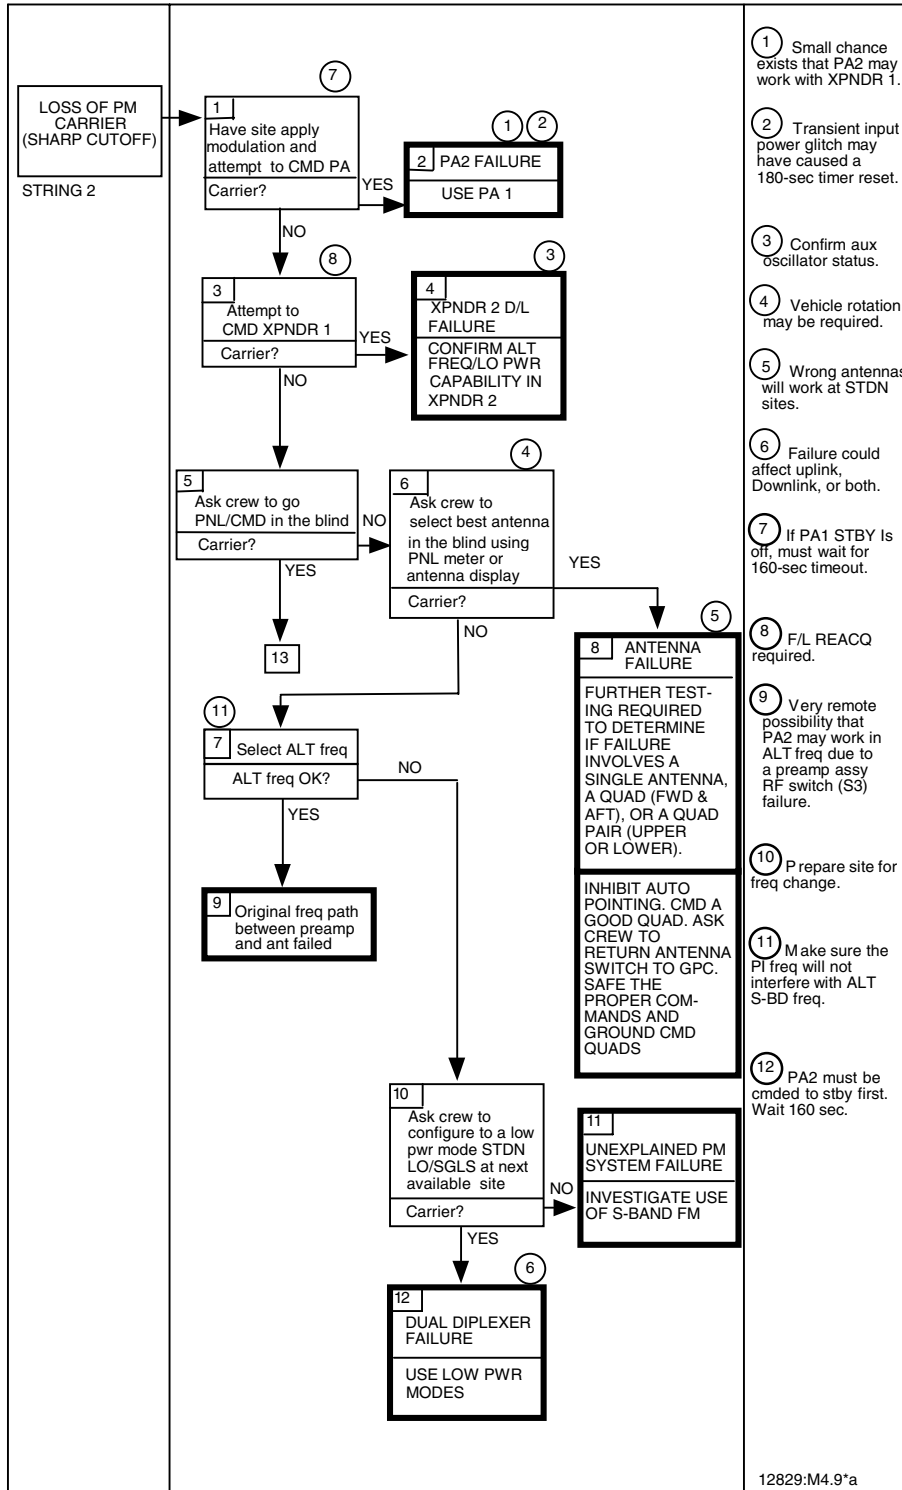 LOSS OF PM
CARRIER
(SHARP CUTOFF)
STRING 2
7
1
Have site apply
modulation and
attempt to CMD PA
Carrier?
YES
NO
1
2
2
PA2 FAILURE
USE PA 1
8
3
Attempt to
CMD XPNDR 1
Carrier?
YES
NO
3
4
XPNDR 2 D/L
FAILURE
CONFIRM ALT
FREQ/LO PWR
CAPABILITY IN
XPNDR 2
5
Ask crew to go
PNL/CMD in the blind
Carrier?
NO
YES
13
4
6
Ask crew to
select best antenna
in the blind using
PNL meter or
antenna display
Carrier?
YES
NO
5
8
ANTENNA
FAILURE
FURTHER TEST-
ING REQUIRED
TO DETERMINE
IF FAILURE
INVOLVES A
SINGLE ANTENNA,
A QUAD (FWD &
AFT), OR A QUAD
PAIR (UPPER
OR LOWER).
INHIBIT AUTO
POINTING. CMD A
GOOD QUAD. ASK
CREW TO
RETURN ANTENNA
SWITCH TO GPC.
SAFE THE
PROPER COM-
MANDS AND
GROUND CMD
QUADS
11
7
Select ALT freq
ALT freq OK?
NO
YES
9
Original freq path
between preamp
and ant failed
10
Ask crew to
configure to a low
pwr mode STDN
LO/SGLS at next
available site
Carrier?
NO
YES
11
UNEXPLAINED PM
SYSTEM FAILURE
INVESTIGATE USE
OF S-BAND FM
6
12
DUAL DIPLEXER
FAILURE
USE LOW PWR
MODES
1 Small chance
exists that PA2 may
work with XPNDR 1.
2 Transient input
power glitch may
have caused a
180-sec timer reset.
3 Confirm aux
oscillator status.
4 Vehicle rotation
may be required.
5 Wrong antennas
will work at STDN
sites.
6 Failure could
affect uplink,
Downlink, or both.
7 If PA1 STBY Is
off, must wait for
160-sec timeout.
8 F/L REACQ
required.
9 Very remote
possibility that
PA2 may work in
ALT freq due to
a preamp assy
RF switch (S3)
failure.
10 P repare site for
freq change.
11 M ake sure the
PI freq will not
interfere with ALT
S-BD freq.
12 PA2 must be
cmded to stby first.
Wait 160 sec.
12829:M4.9*a